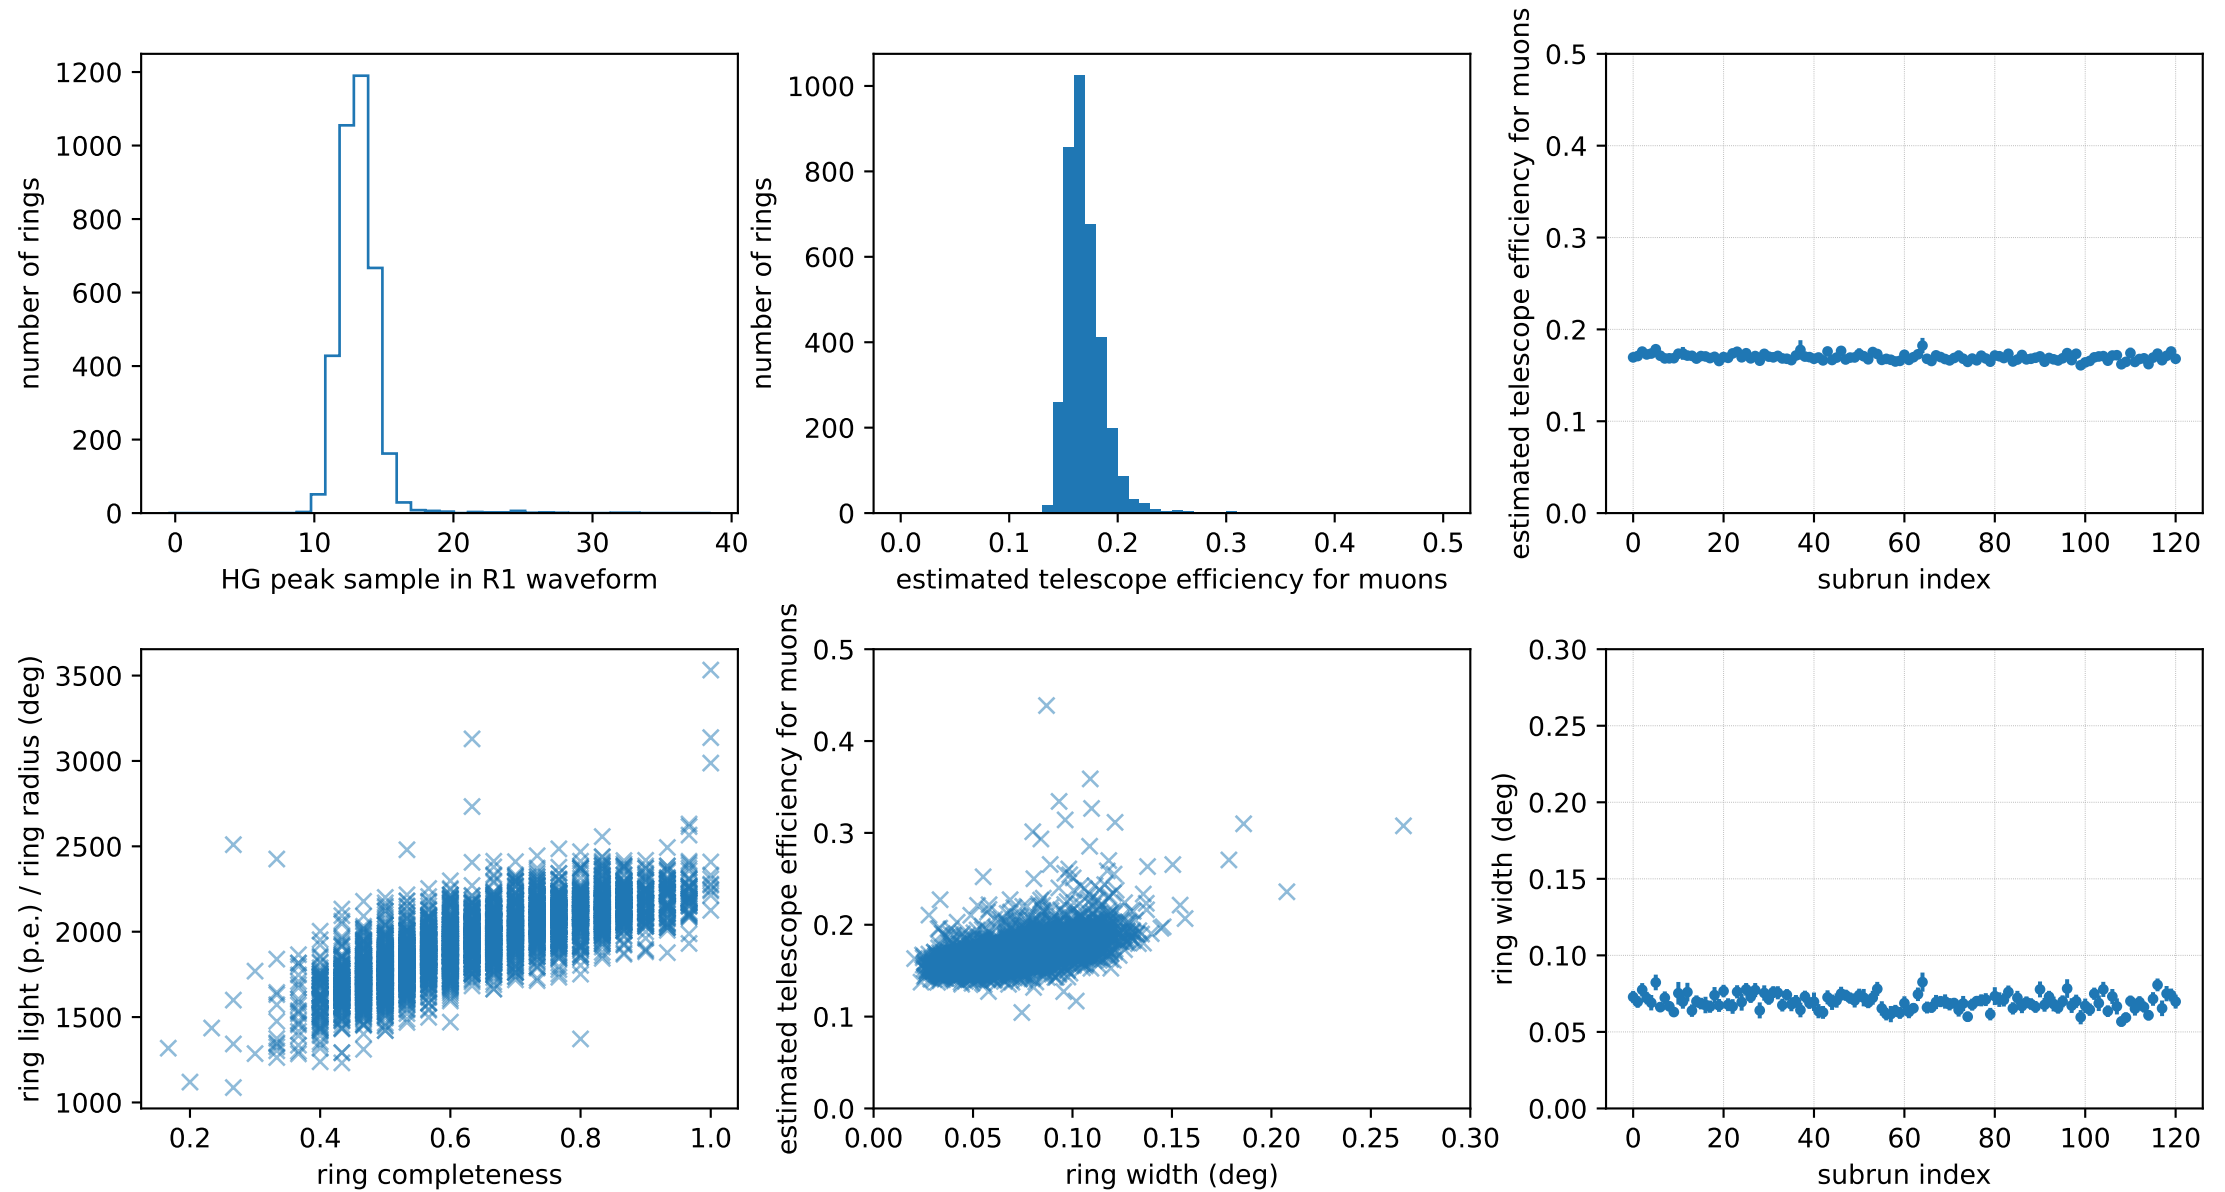 1200
1000
800
600
400
200
0
number of rings
0 10 20 30 40
HG peak sample in R1 waveform
1000
800
600
400
200
0
number of rings
0.0 0.1 0.2 0.3 0.4 0.5
estimated telescope efficiency for muons
0.5
0.4
0.3
0.2
0.1
0.0
estimated telescope efficiency for muons
0 20 40 60 80 100 120
subrun index
3500
3000
2500
2000
1500
1000
ring light (p.e.) / ring radius (deg)
0.2 0.4 0.6 0.8 1.0
ring completeness
0.5
0.4
0.3
0.2
0.1
0.0
estimated telescope efficiency for muons
0.00 0.05 0.10 0.15 0.20 0.25 0.30
ring width (deg)
0.30
0.25
0.20
0.15
0.10
0.05
0.00
ring width (deg)
0 20 40 60 80 100 120
subrun index